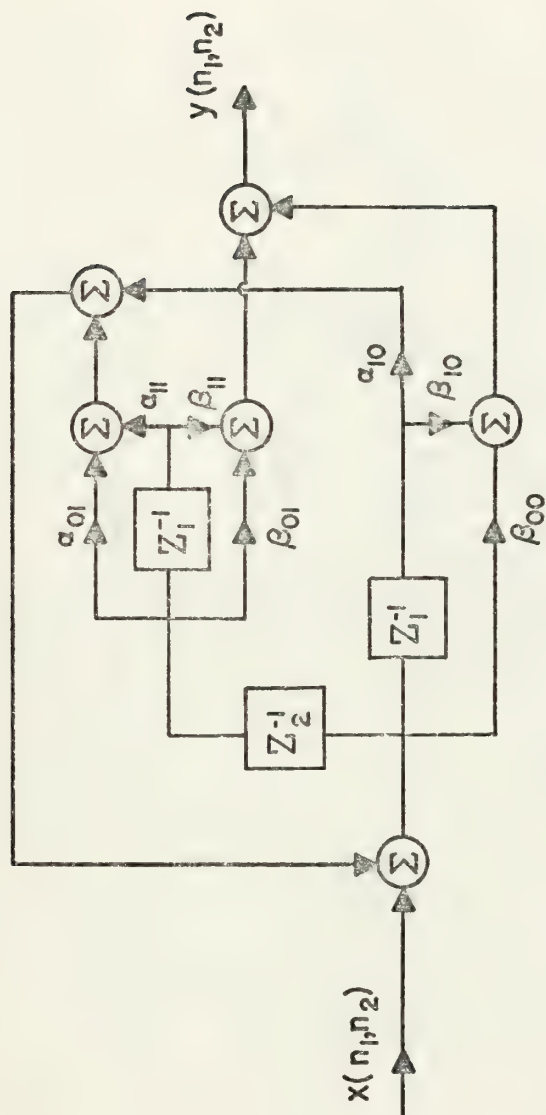 x(n₁,n₂)
Σ
Z₂⁻¹
Z₁⁻¹
β₀₀
α₁₀
β₁₀
Σ
α₀₁
Z₁⁻¹
β₀₁
α₁₁
β₁₁
Σ
Σ
Σ
Σ
y(n₁,n₂)